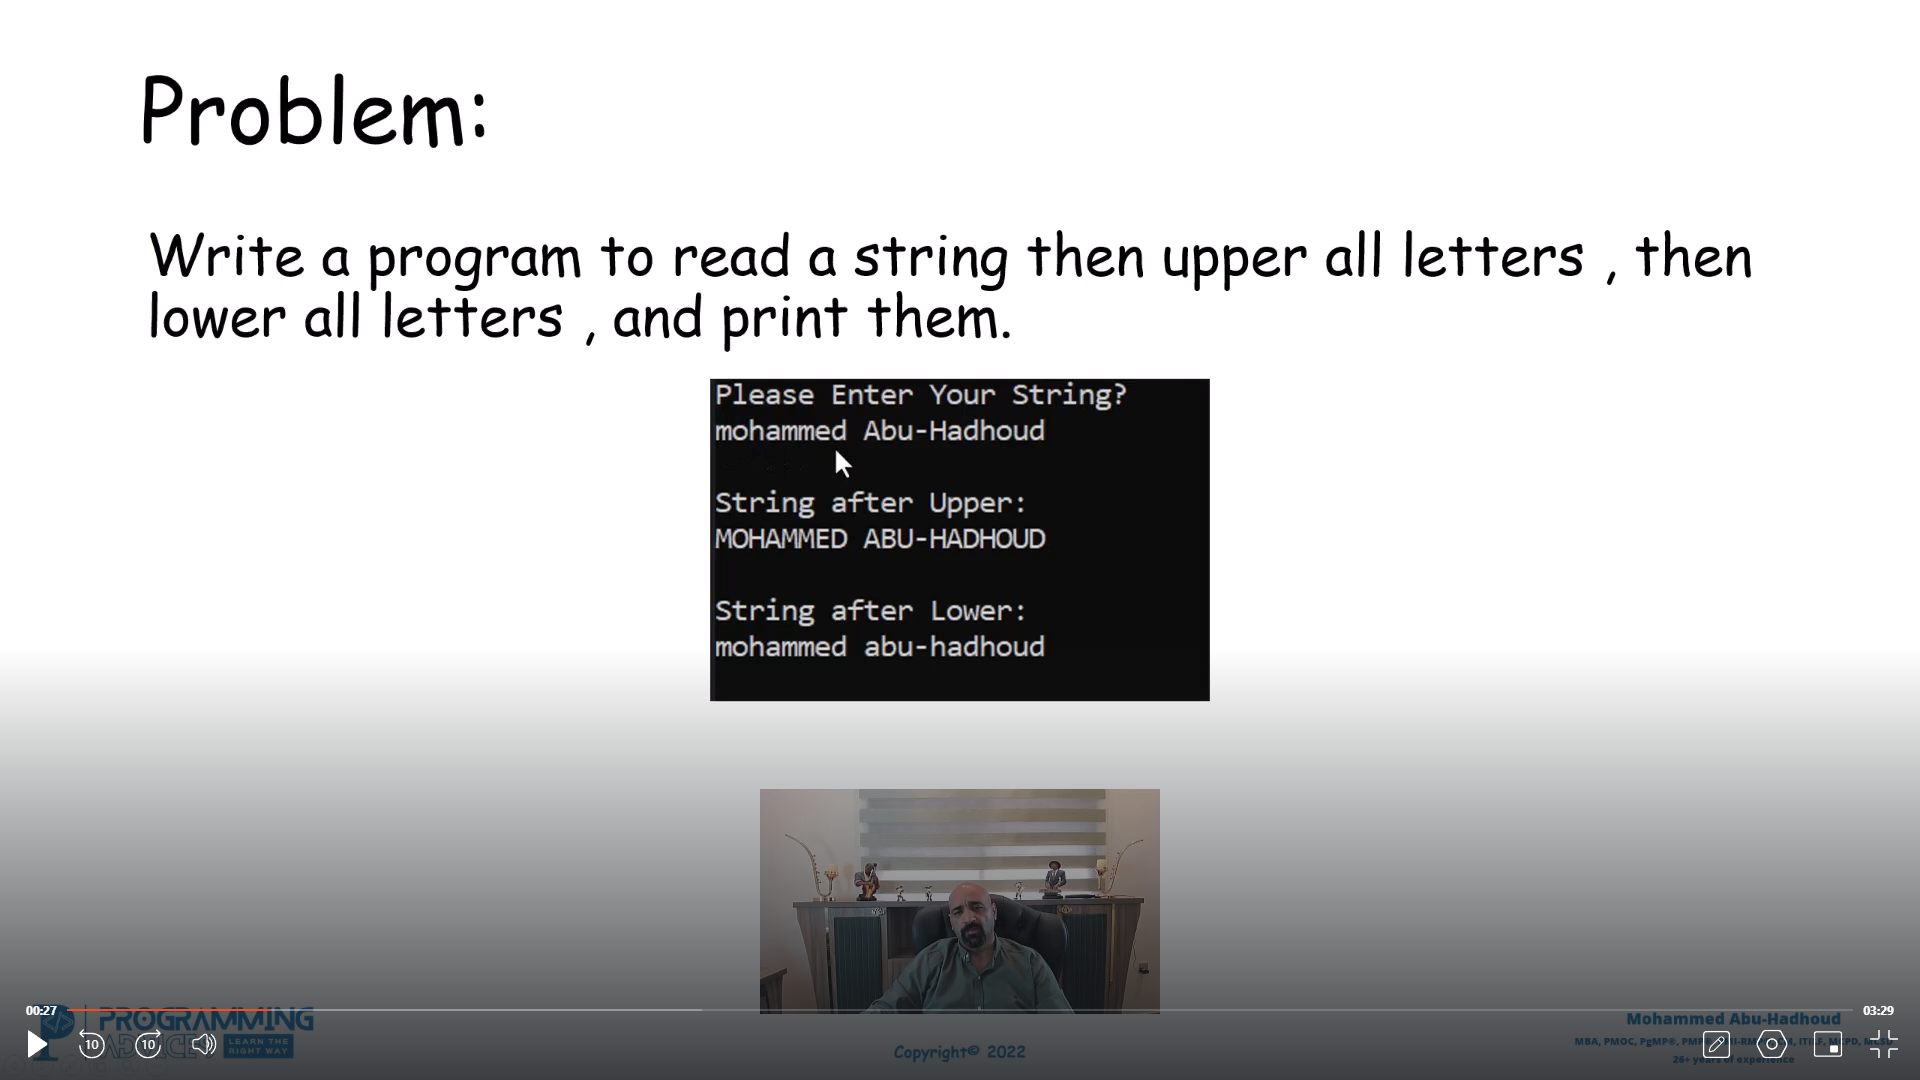 Problem:
Write a program to read a string then upper all letters , then
lower all letters , and print them.
Please Enter Your String?
mohammed Abu-Hadhoud
String after Upper:
MOHAMMED ABU-HADHOUD
String after Lower:
mohammed abu-hadhoud
00:27
03:29
PROGRAMMING
ADVICES
LEARN THE
RIGHT WAY
10
10
Copyright© 2022
Mohammed Abu-Hadhoud
MBA, PMOC, PgMP®,
26+ years of experience